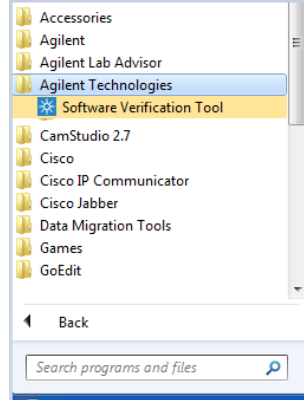 Accessories
Agilent
Agilent Lab Advisor
Agilent Technologies
Software Verification Tool
CamStudio 2.7
Cisco
Cisco IP Communicator
Cisco Jabber
Data Migration Tools
Games
GoEdit
Back
Search programs and files